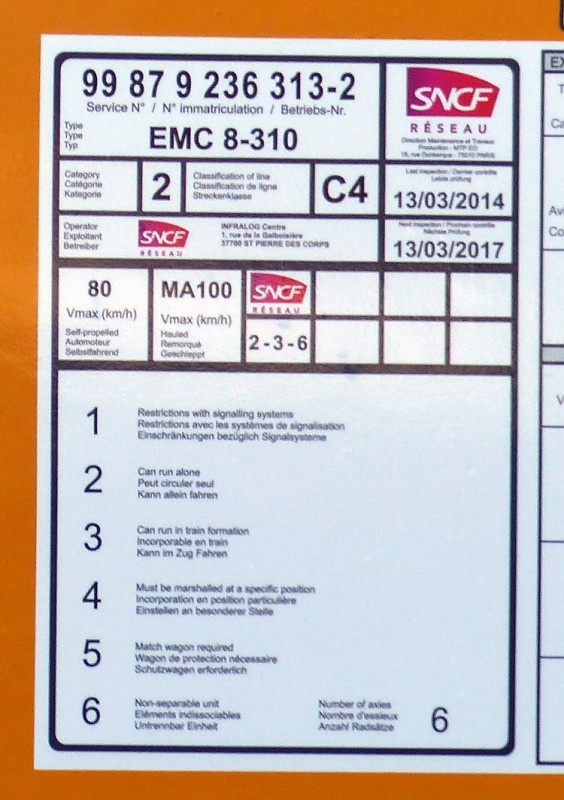 99 87 9 236 313-2
Service N° / N° immatriculation / Betriebs-Nr.
SNCF
RÉSEAU
Direction Maintenance et Travaux
Production - MTP EO
Type
Type
Typ
EMC 8-310
Category
Catégorie
Kategorie
2
Classification of line
Classification de ligne
Streckenklasse
C4
Last inspection / Dernier contrôle
Letzte prüfung
13/03/2014
Operator
Exploitant
Betreiber
SNCF
RÉSEAU
INFRALOG Centre
1, rue de la Galboisière
37700 ST PIERRE DES CORPS
Next inspection / Prochain contrôle
Nächste Prüfung
13/03/2017
80
Vmax (km/h)
Self-propelled
Automoteur
Selbstfahrend
MA100
Vmax (km/h)
Hauled
Remorqué
Geschleppt
SNCF
RÉSEAU
2-3-6
1
Restrictions with signalling systems
Restrictions avec les systèmes de signalisation
Einschränkungen bezüglich Signalsysteme
2
Can run alone
Peut circuler seul
Kann allein fahren
3
Can run in train formation
Incorporable en train
Kann im Zug Fahren
4
Must be marshalled at a specific position
Incorporation en position particulière
Einstellen an besonderer Stelle
5
Match wagon required
Wagon de protection nécessaire
Schutzwagen erforderlich
6
Non-separable unit
Eléments indissociables
Untrennbar Einheit
Number of axles
Nombre d'essieux
Anzahl Radsätze
6